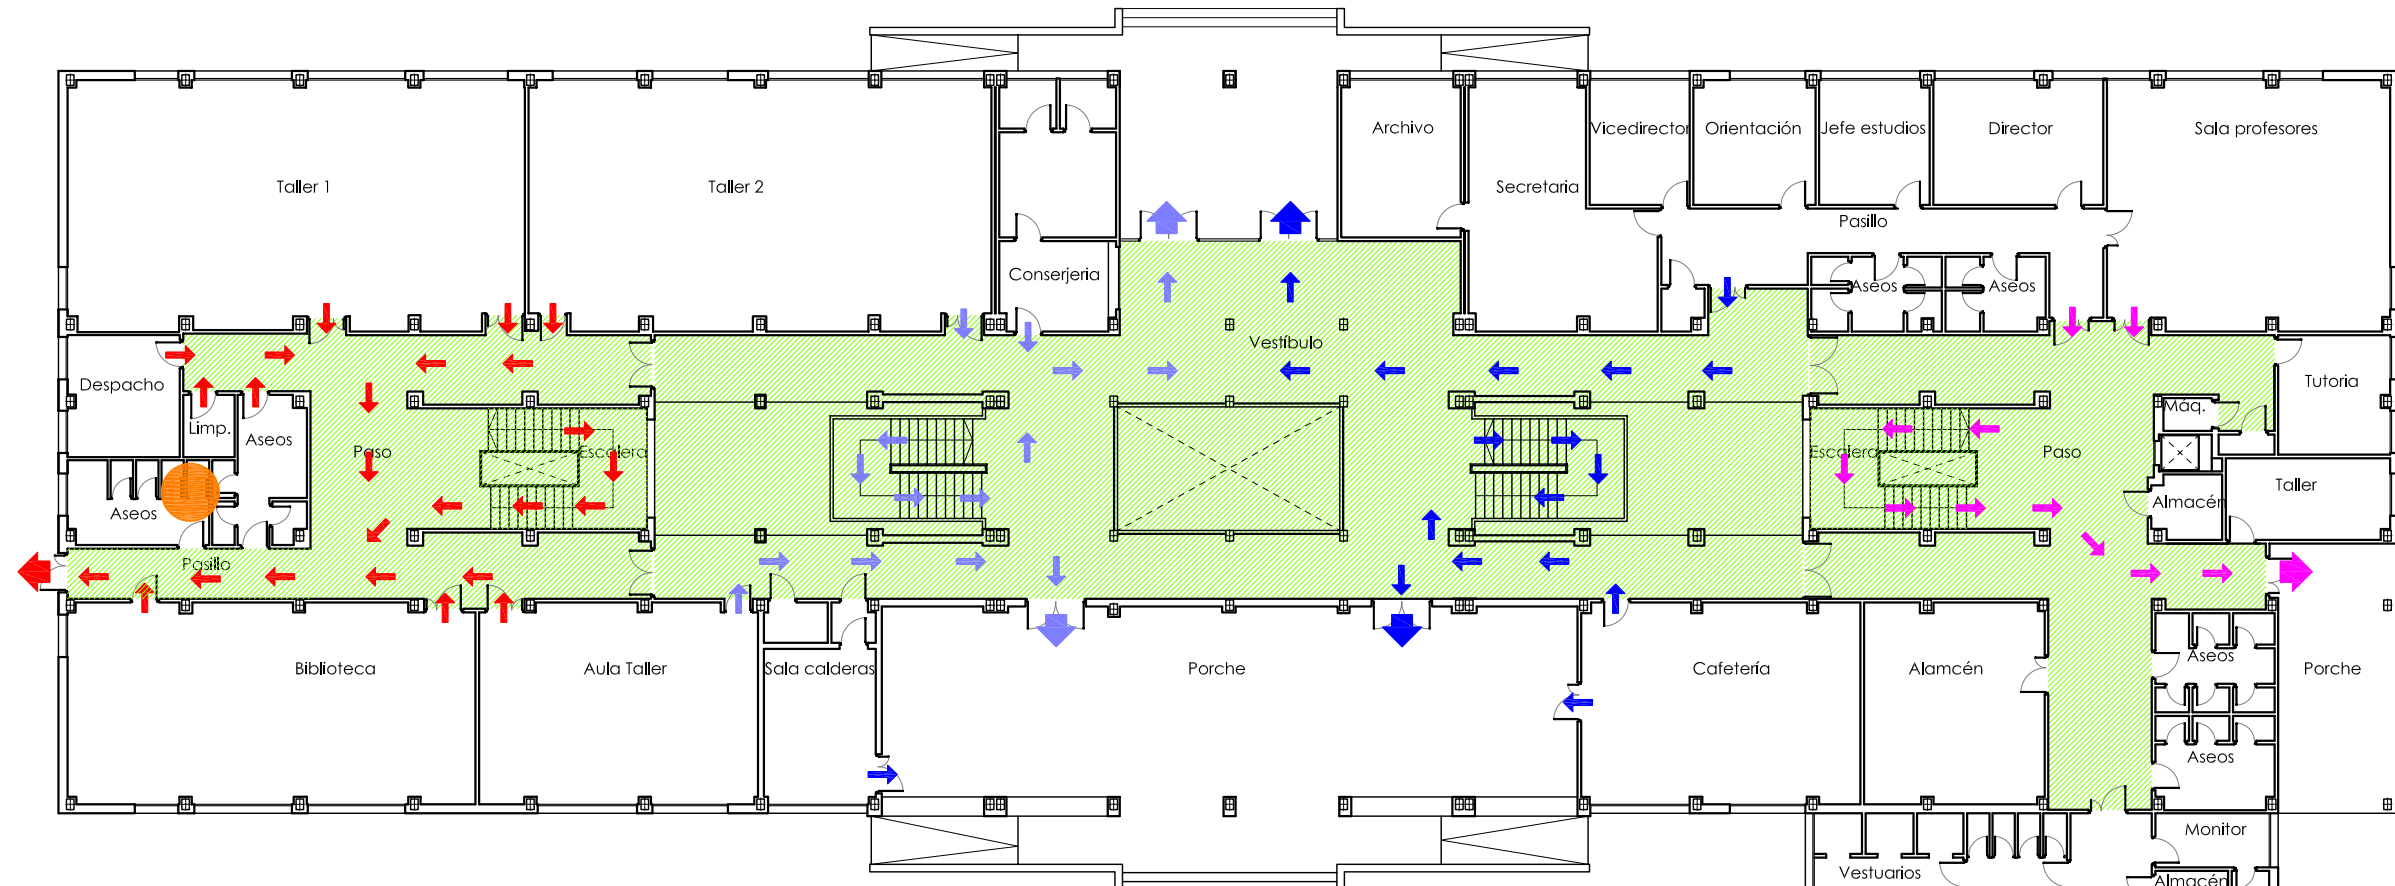 Archivo
Vicedirector
Orientación
Jefe estudios
Director
Sala profesores
Taller 1
Taller 2
Secretaria
Pasillo
Conserjeria
Aseos
Aseos
Vestíbulo
Despacho
Tutoria
Máq.
Limp.
Aseos
Paso
Escalera
Escalera
Paso
Taller
Almacén
Aseos
Pasillo
Biblioteca
Aula Taller
Sala calderas
Porche
Cafetería
Alamcén
Aseos
Porche
Aseos
Monitor
Vestuarios
Almacén